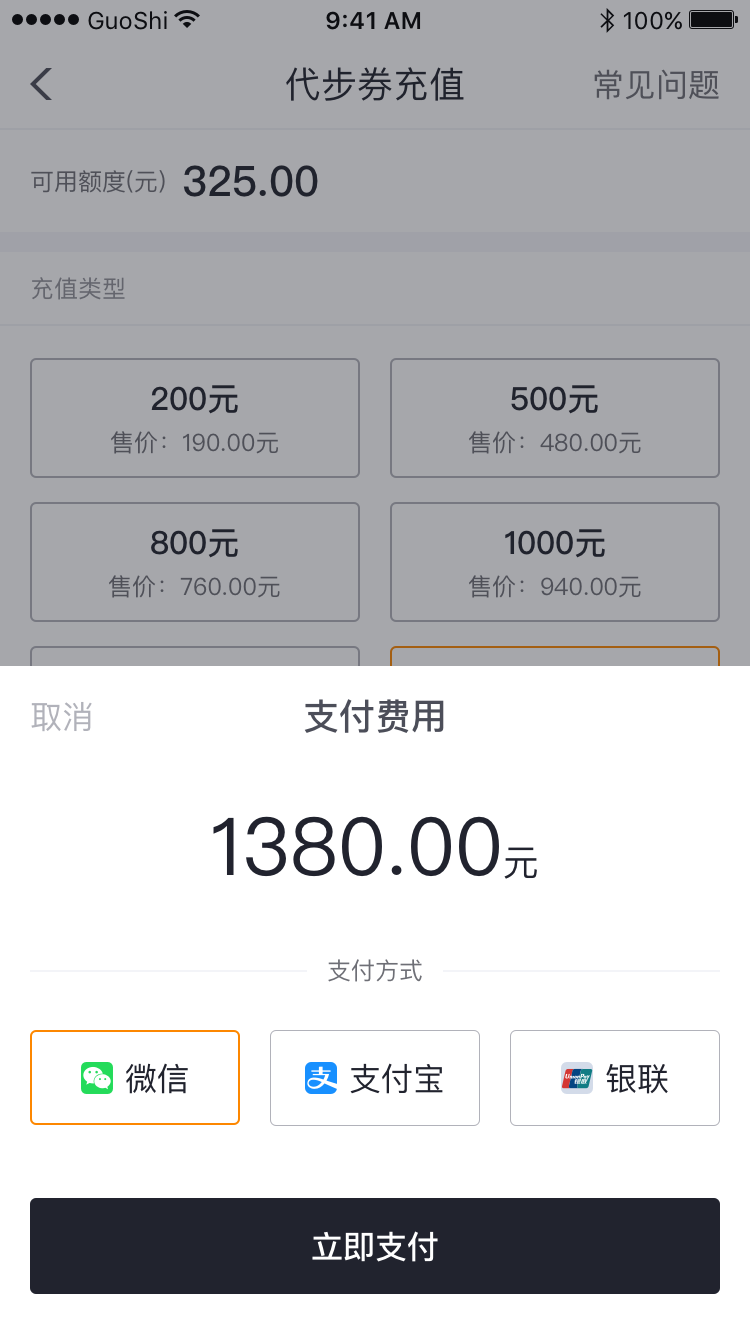 GuoShi 9:41 AM 100%
代步券充值 常见问题
可用额度(元) 325.00
充值类型
200元 500元
售价：190.00元 售价：480.00元
800元 1000元
售价：760.00元 售价：940.00元
取消 支付费用
1380.00元
支付方式
微信 支付宝 UnionPay 银联 银联
立即支付